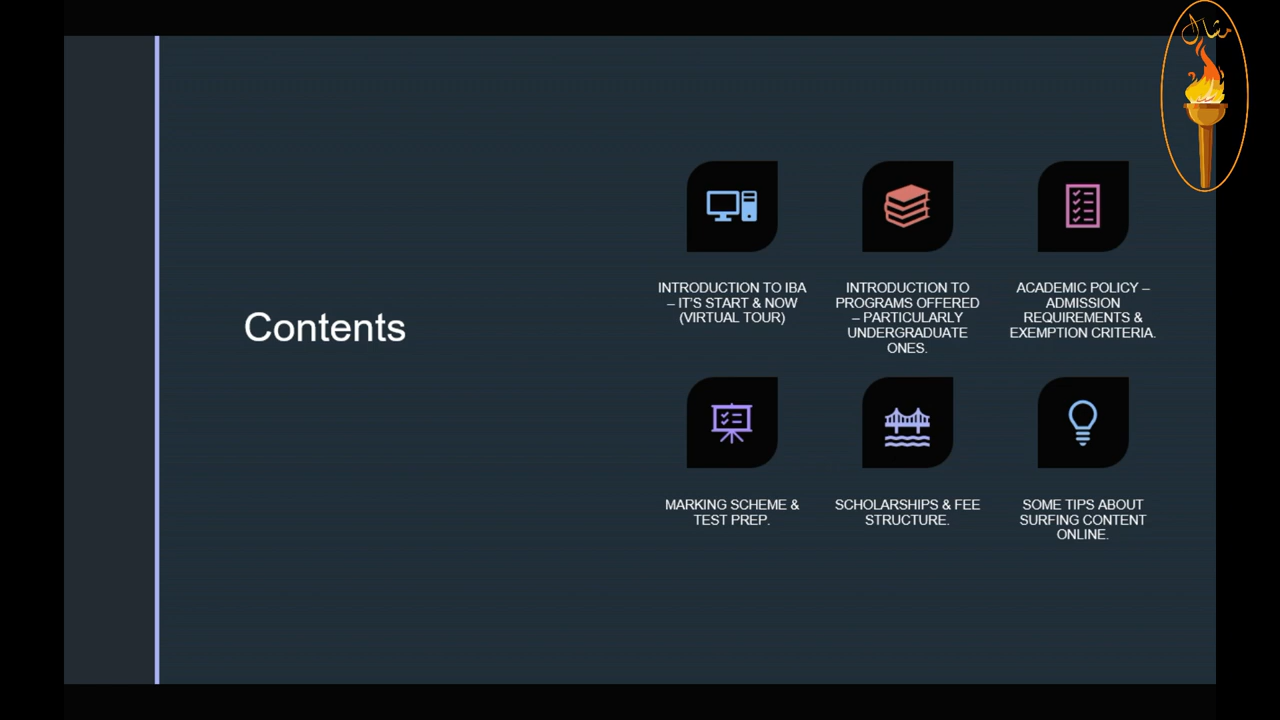 مشال
Contents
INTRODUCTION TO IBA
– IT'S START & NOW
(VIRTUAL TOUR)
INTRODUCTION TO
PROGRAMS OFFERED
– PARTICULARLY
UNDERGRADUATE
ONES.
ACADEMIC POLICY –
ADMISSION
REQUIREMENTS &
EXEMPTION CRITERIA.
MARKING SCHEME &
TEST PREP.
SCHOLARSHIPS & FEE
STRUCTURE.
SOME TIPS ABOUT
SURFING CONTENT
ONLINE.